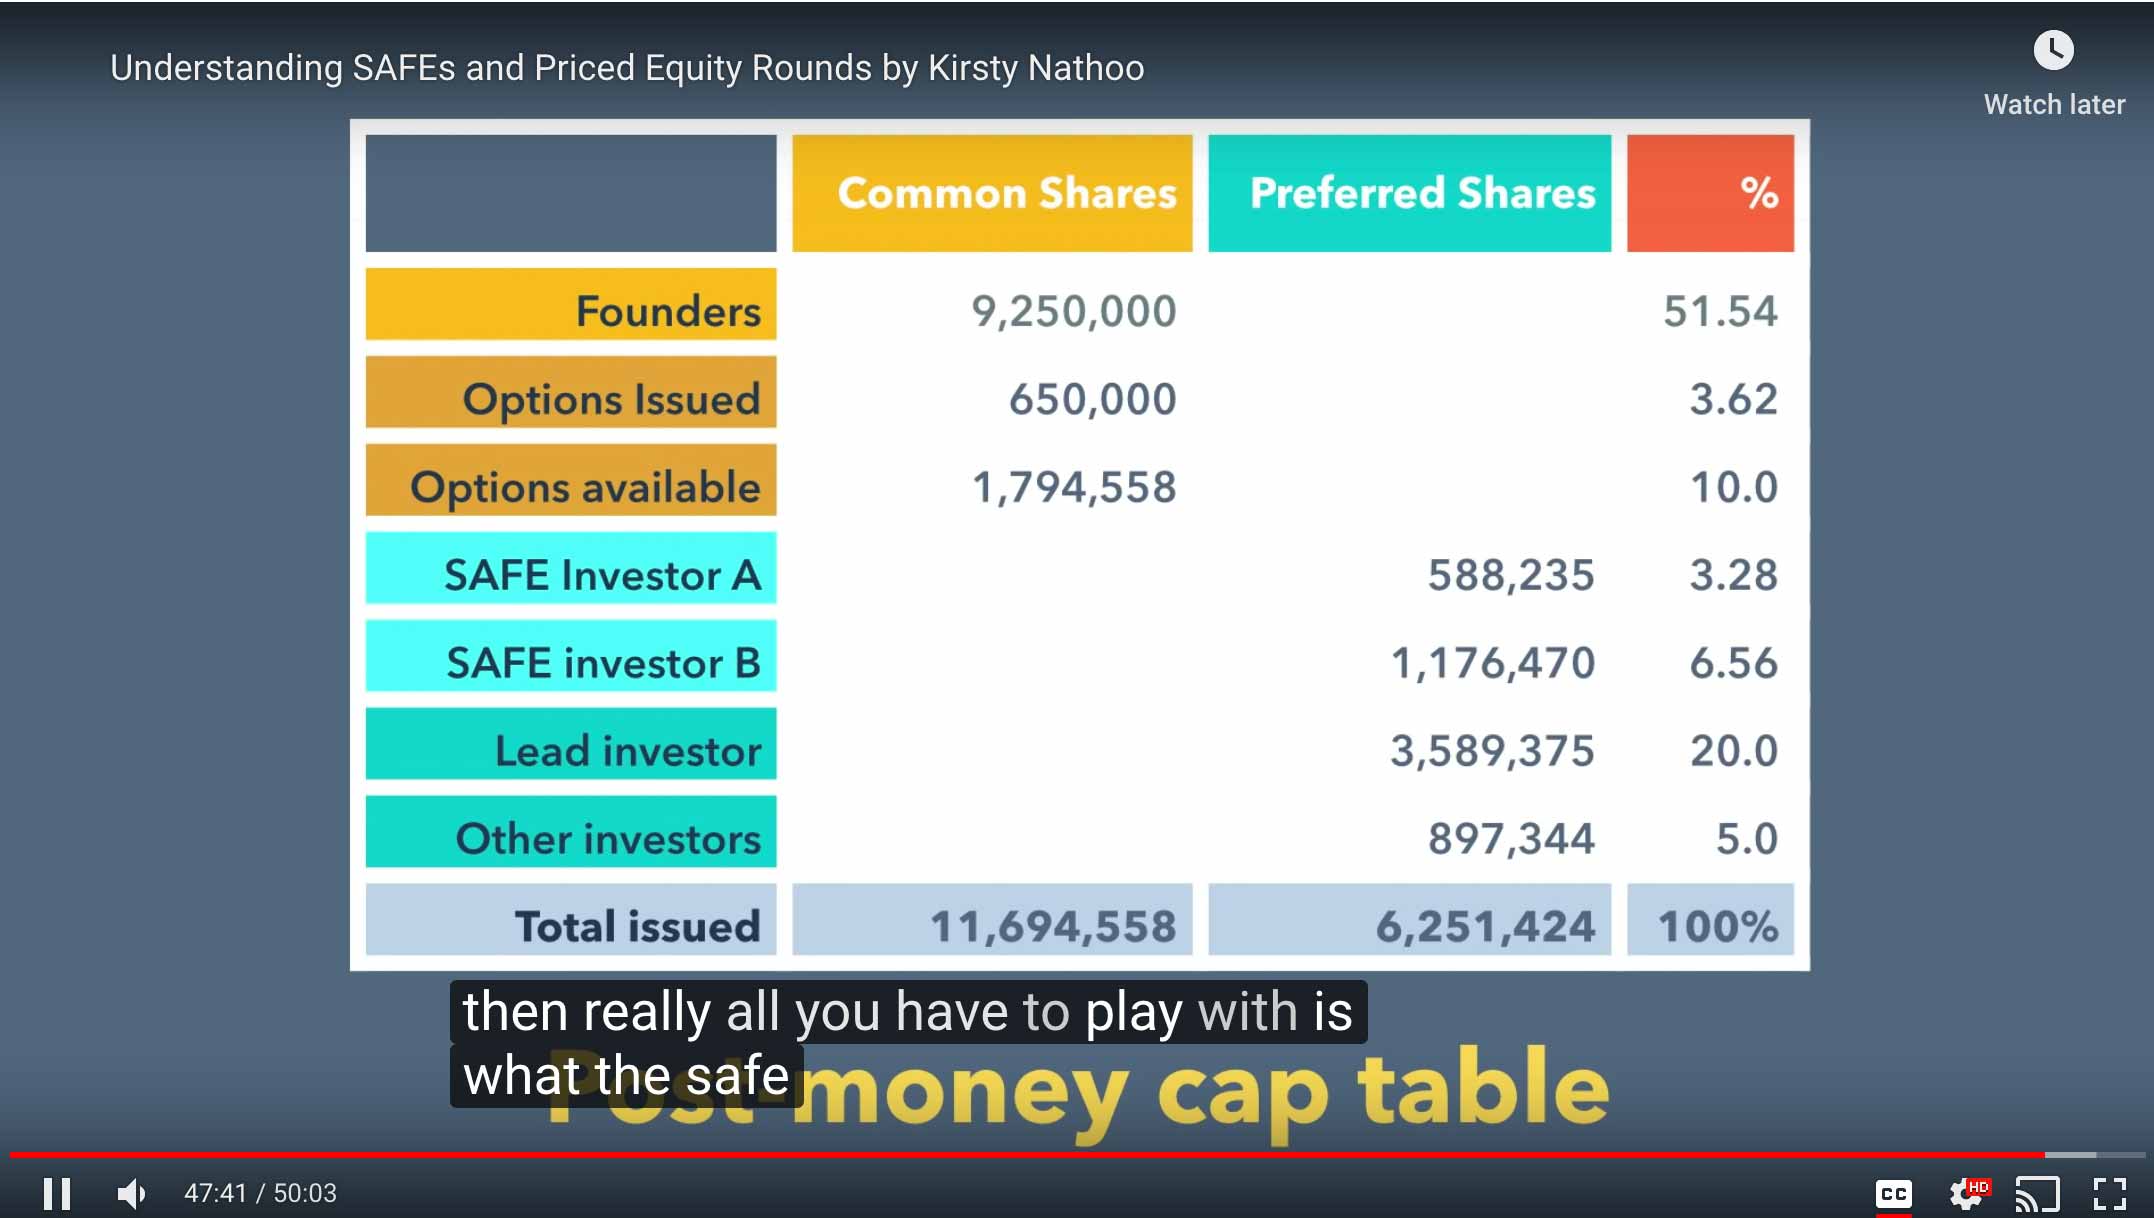 Understanding SAFEs and Priced Equity Rounds by Kirsty Nathoo
Watch later
Common Shares Preferred Shares %
Founders 9,250,000 51.54
Options Issued 650,000 3.62
Options available 1,794,558 10.0
SAFE Investor A 588,235 3.28
SAFE investor B 1,176,470 6.56
Lead investor 3,589,375 20.0
Other investors 897,344 5.0
Total issued 11,694,558 6,251,424 100%
then really all you have to play with is
what the safe
Post-money cap table
47:41 / 50:03
CC
HD